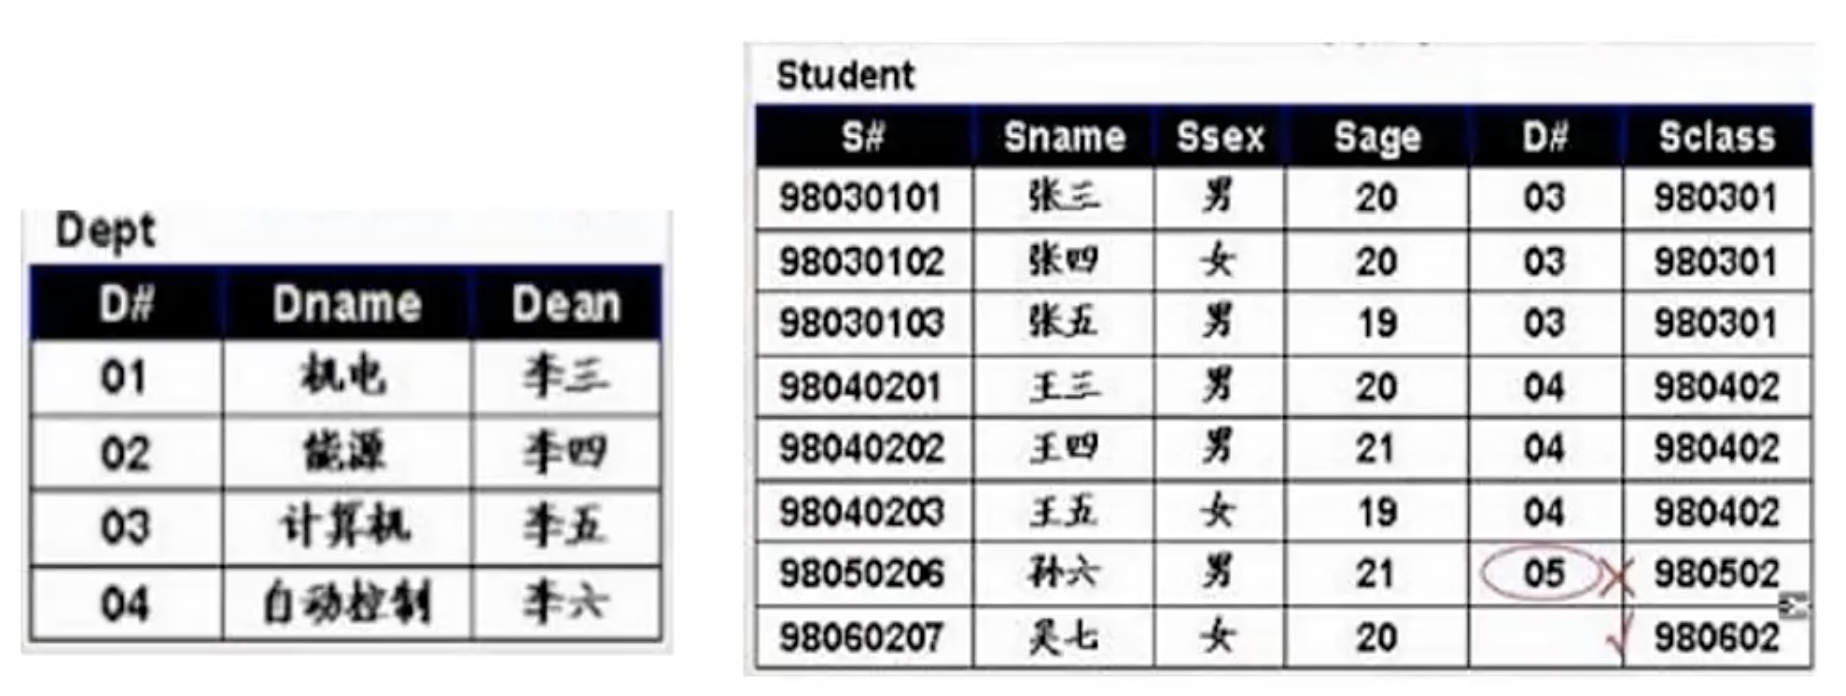 Dept
D# Dname Dean
01 机电 李三
02 能源 李四
03 计算机 李五
04 自动控制 李六
Student
S# Sname Ssex Sage D# Sclass
98030101 张三 男 20 03 980301
98030102 张四 女 20 03 980301
98030103 张五 男 19 03 980301
98040201 王三 男 20 04 980402
98040202 王四 男 21 04 980402
98040203 王五 女 19 04 980402
98050206 孙六 男 21 05 980502
98060207 吴七 女 20 980602